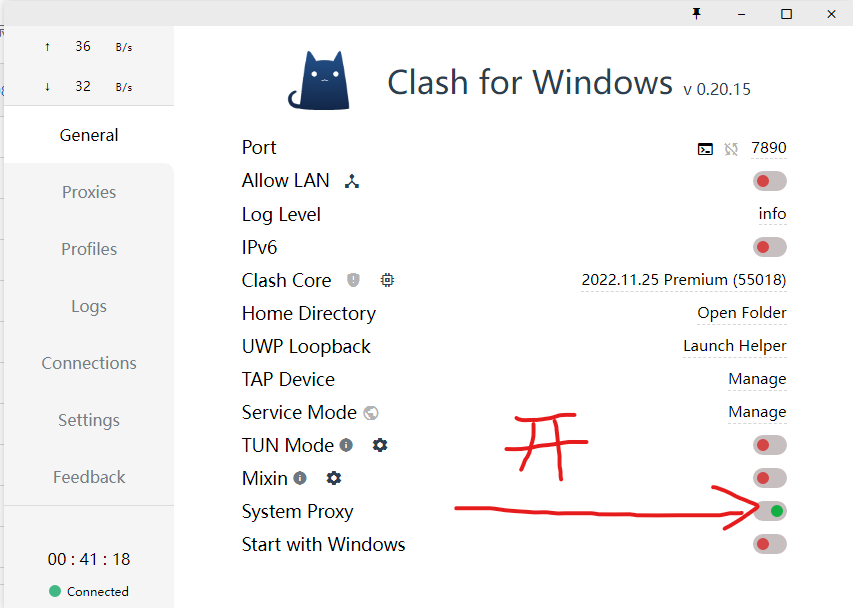 ↑ 36 B/s
↓ 32 B/s
General
Proxies
Profiles
Logs
Connections
Settings
Feedback
00 : 41 : 18
Connected
Clash for Windows v 0.20.15
Port 7890
Allow LAN
Log Level info
IPv6
Clash Core 2022.11.25 Premium (55018)
Home Directory Open Folder
UWP Loopback Launch Helper
TAP Device Manage
Service Mode Manage
TUN Mode
开
Mixin
System Proxy
Start with Windows